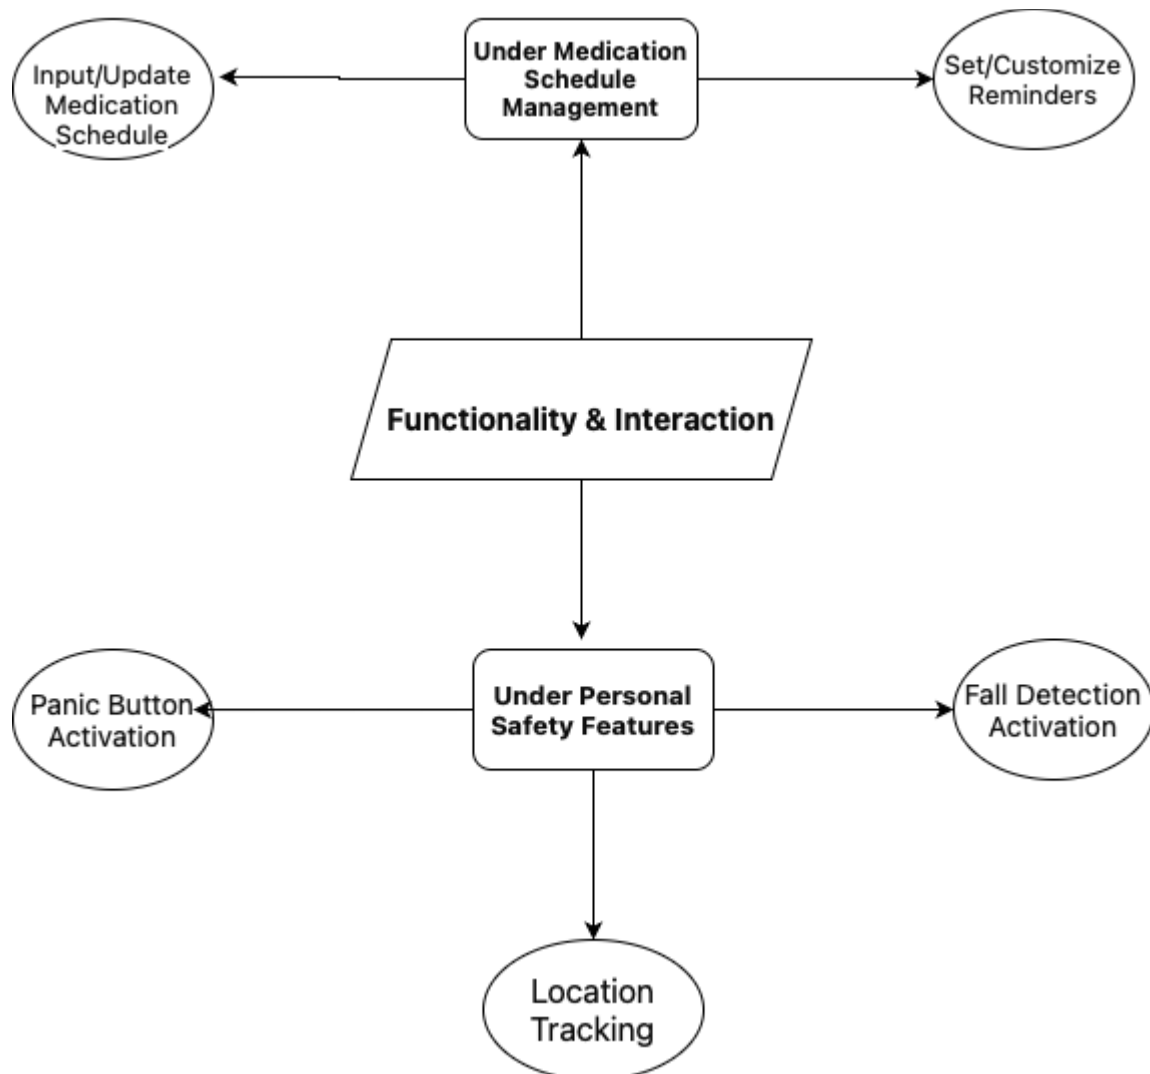 Input/Update
Medication
Schedule
Under Medication
Schedule
Management
Set/Customize
Reminders
Functionality & Interaction
Panic Button
Activation
Under Personal
Safety Features
Fall Detection
Activation
Location
Tracking